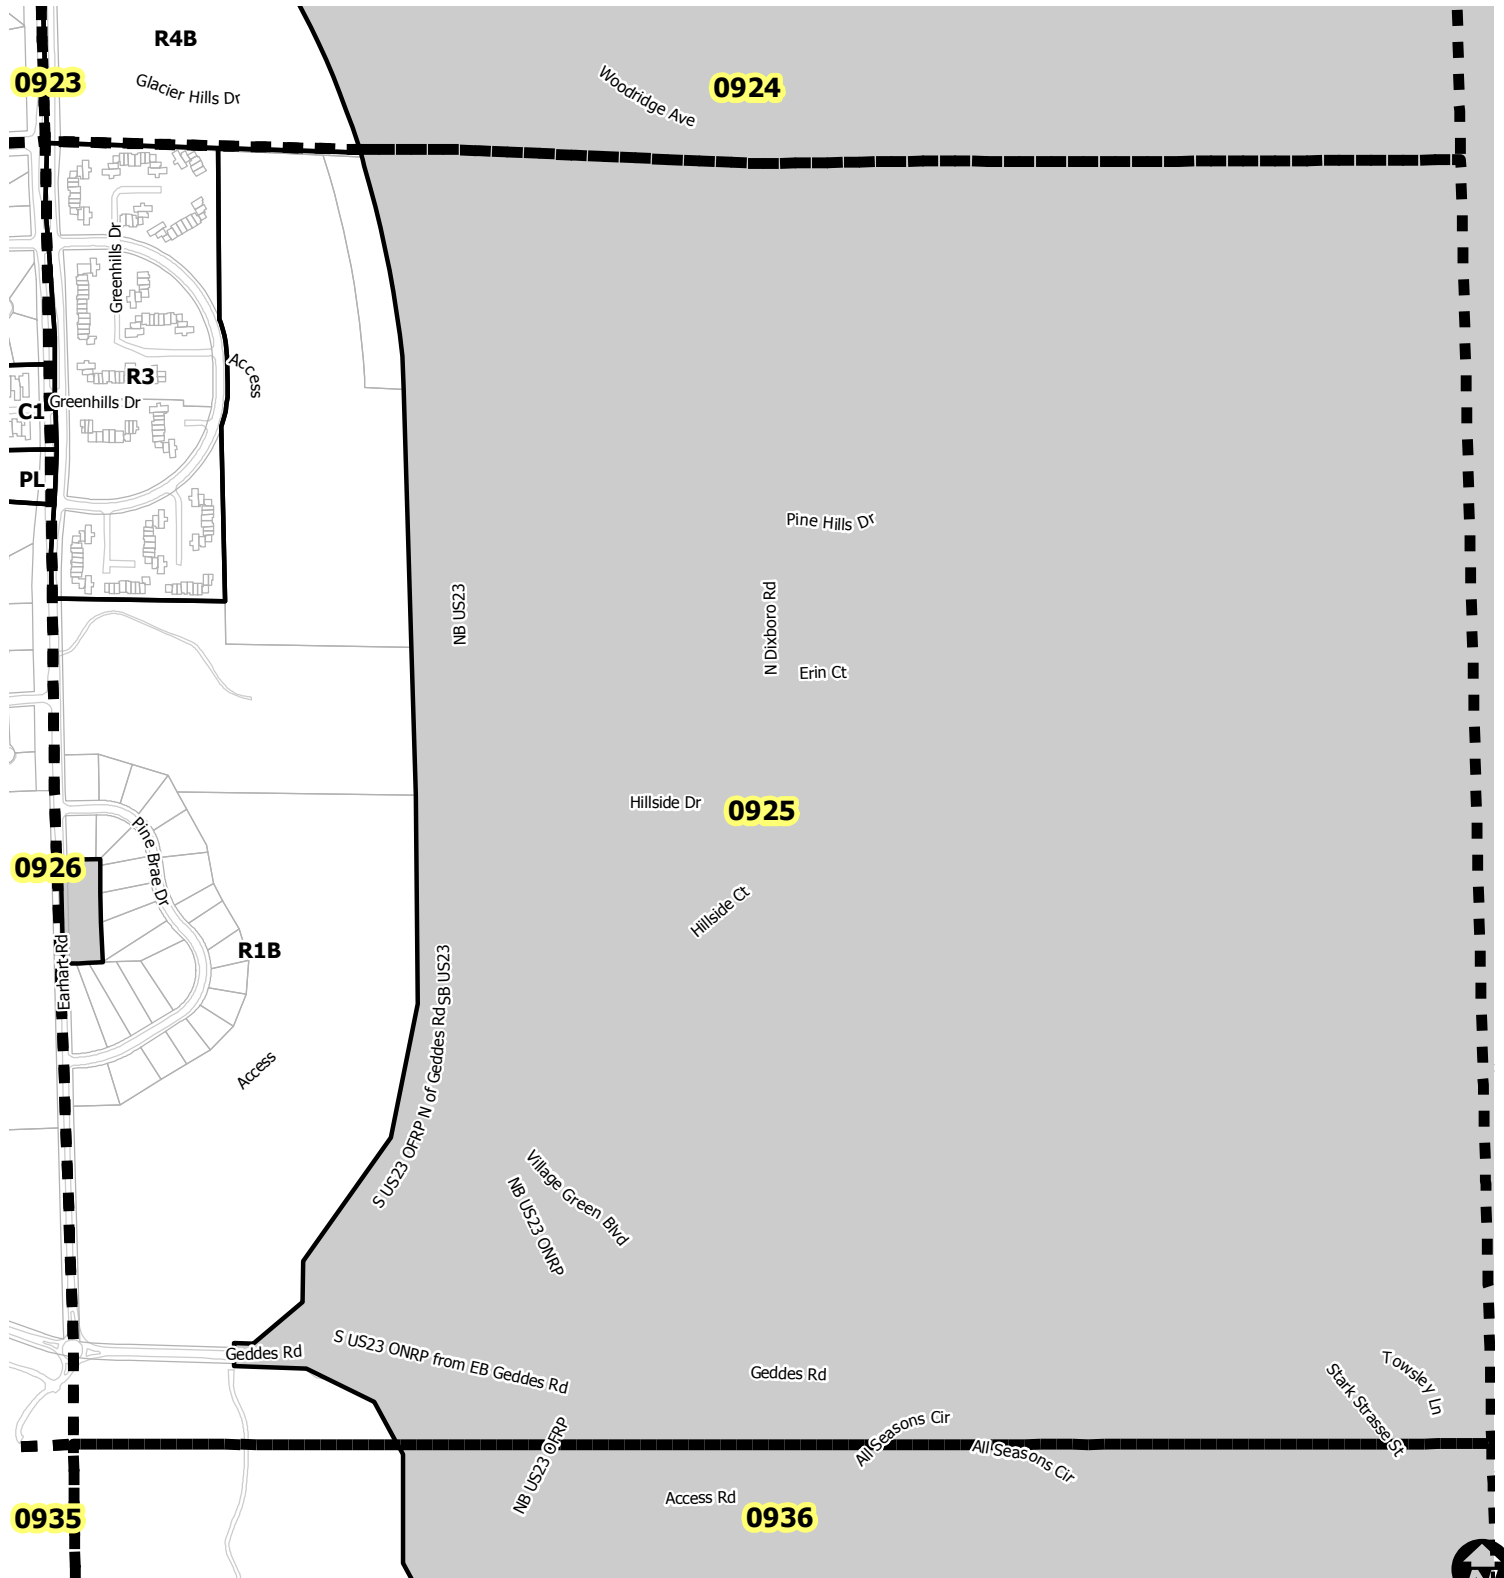 R4B
0923
Glacier Hills Dr
Woodridge Ave
0924
Greenhills Dr
Access
R3
Greenhills Dr
C1
PL
Pine Hills Dr
NB US23
N Dixboro Rd
Erin Ct
Hillside Dr
0925
Pine Brae Dr
0926
Hillside Ct
Earhart Rd
R1B
SB US23
S US23 OFRP N of Geddes Rd
Access
Village Green Blvd
NB US23 ONRP
Geddes Rd
S US23 ONRP from EB Geddes Rd
Geddes Rd
Towsley Ln
Stark Strasse St
NB US23 OFRP
All Seasons Cir
All Seasons Cir
Access Rd
0935
0936